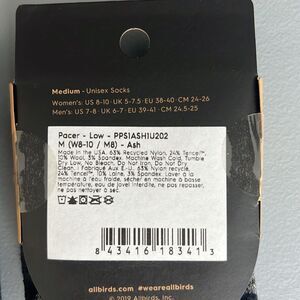 Medium - Unisex Socks
Women's: US 8-10 · UK 5-7.5 · EU 38-40 · CM 24-26
Men's: US 7-8 · UK 6-7 · EU 39-41 · CM 24.5-25
Pacer - Low - PPS1ASH1U202
M (W8-10 / M8) - Ash
Made in the USA. 63% Recycled Nylon, 24% Tencel™,
10% Wool, 3% Spandex. Machine Wash Cold, Tumble
Dry Low, No Bleach, Do Not Iron, Do Not Dry
Clean. | Fabriqué Aux É.-U. 63% Nylon recyclé,
24% Tencel™, 10% Laine, 3% Spandex. Laver à la
machine à l'eau froide, sécher en machine à basse
température, eau de javel interdite, ne pas repasser,
ne pas nettoyer à sec.
8 43416 18341 3
allbirds.com #weareallbirds
© 2019 Allbirds, Inc.